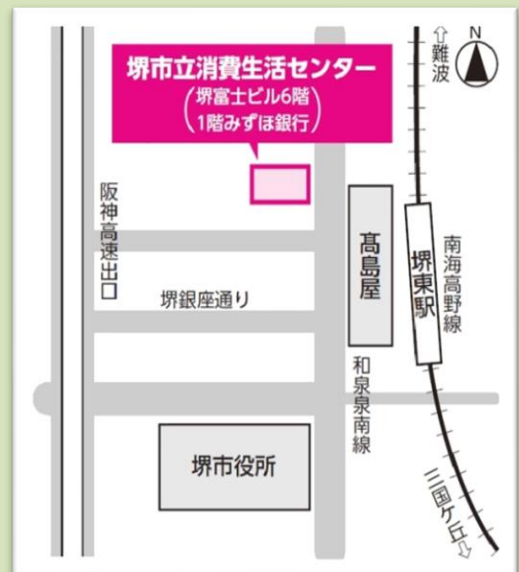 N
難波
堺市立消費生活センター
(堺富士ビル6階
1階みずほ銀行)
阪神高速出口
髙島屋
堺東駅
南海高野線
堺銀座通り
和泉泉南線
堺市役所
三国ケ丘